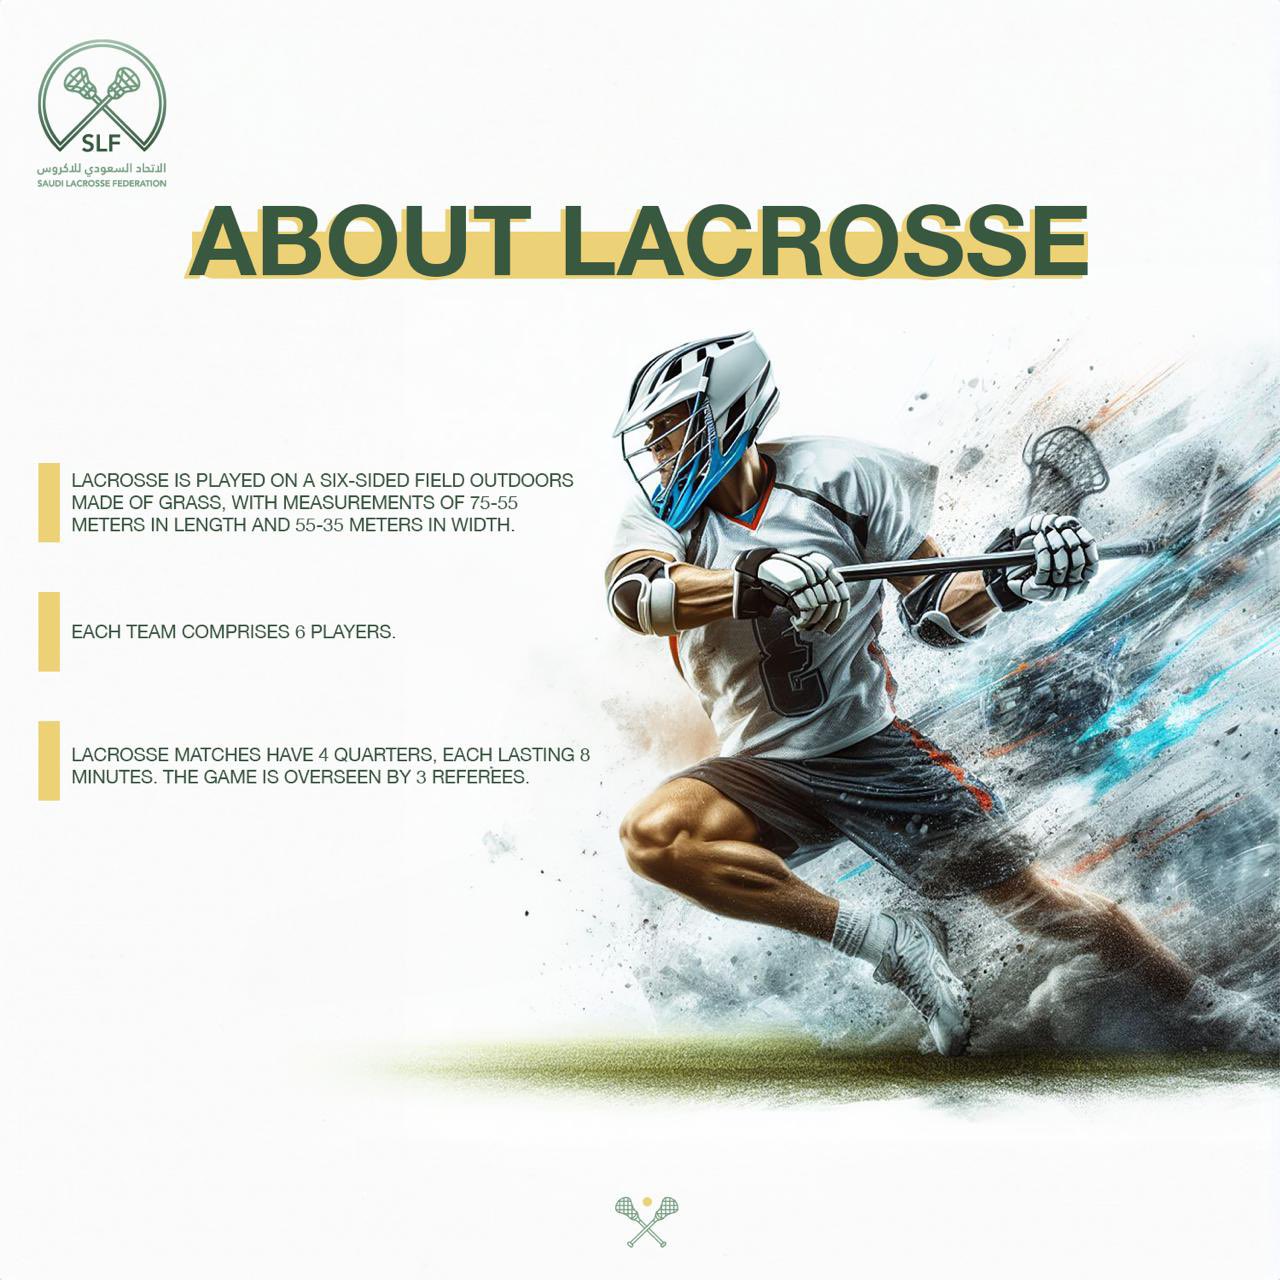 SLF
الاتحاد السعودي للاكروس
SAUDI LACROSSE FEDERATION
ABOUT LACROSSE
LACROSSE IS PLAYED ON A SIX-SIDED FIELD OUTDOORS
MADE OF GRASS, WITH MEASUREMENTS OF 75-55
METERS IN LENGTH AND 55-35 METERS IN WIDTH.
EACH TEAM COMPRISES 6 PLAYERS.
LACROSSE MATCHES HAVE 4 QUARTERS, EACH LASTING 8
MINUTES. THE GAME IS OVERSEEN BY 3 REFEREES.